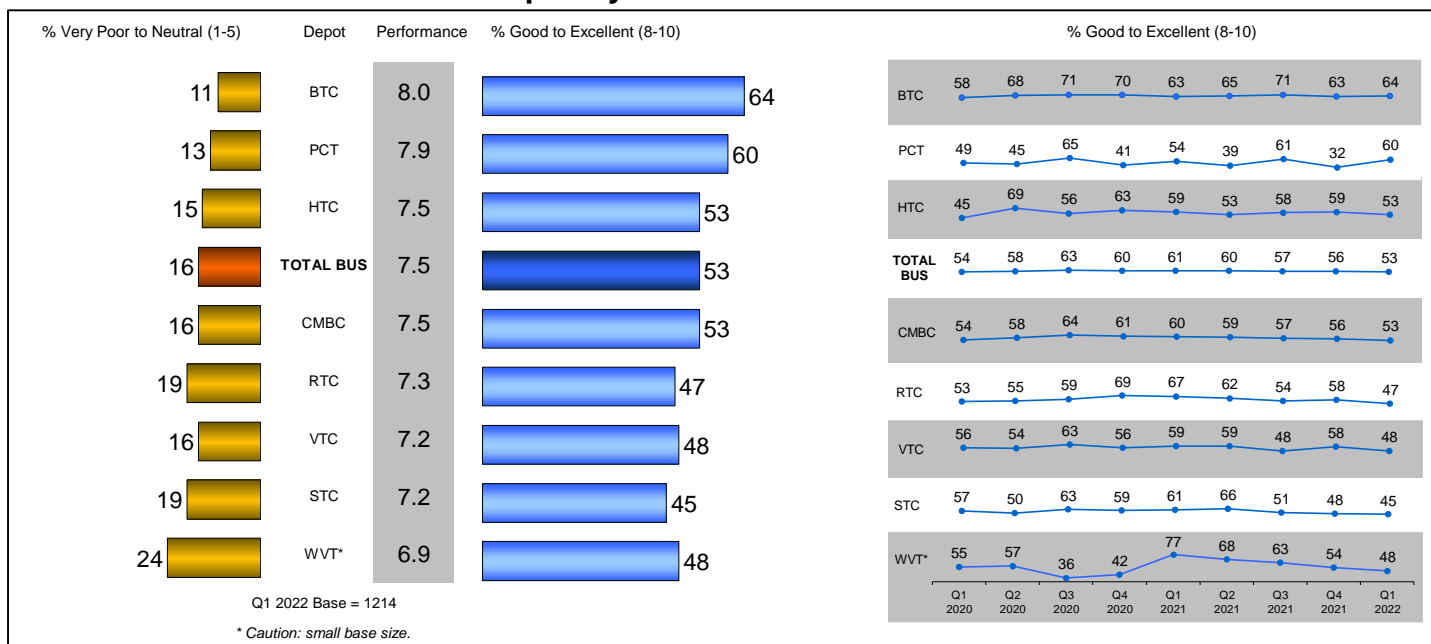 % Very Poor to Neutral (1-5) Depot Performance % Good to Excellent (8-10)
11 BTC 8.0 64
13 PCT 7.9 60
15 HTC 7.5 53
16 TOTAL BUS 7.5 53
16 CMBC 7.5 53
19 RTC 7.3 47
16 VTC 7.2 48
19 STC 7.2 45
24 WVT* 6.9 48
Q1 2022 Base = 1214
* Caution: small base size.
% Good to Excellent (8-10)
BTC 58 68 71 70 63 65 71 63 64
PCT 49 45 65 41 54 39 61 32 60
HTC 45 69 56 63 59 53 58 59 53
TOTAL BUS 54 58 63 60 61 60 57 56 53
CMBC 54 58 64 61 60 59 57 56 53
RTC 53 55 59 69 67 62 54 58 47
VTC 56 54 63 56 59 59 48 58 48
STC 57 50 63 59 61 66 51 48 45
WVT* 55 57 36 42 77 68 63 54 48
Q1 Q2 Q3 Q4 Q1 Q2 Q3 Q4 Q1
2020 2020 2020 2020 2021 2021 2021 2021 2022